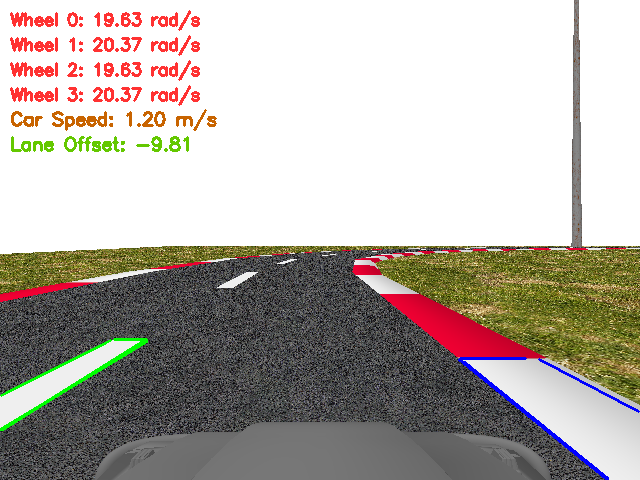 Wheel 0: 19.63 rad/s
Wheel 1: 20.37 rad/s
Wheel 2: 19.63 rad/s
Wheel 3: 20.37 rad/s
Car Speed: 1.20 m/s
Lane Offset: -9.81